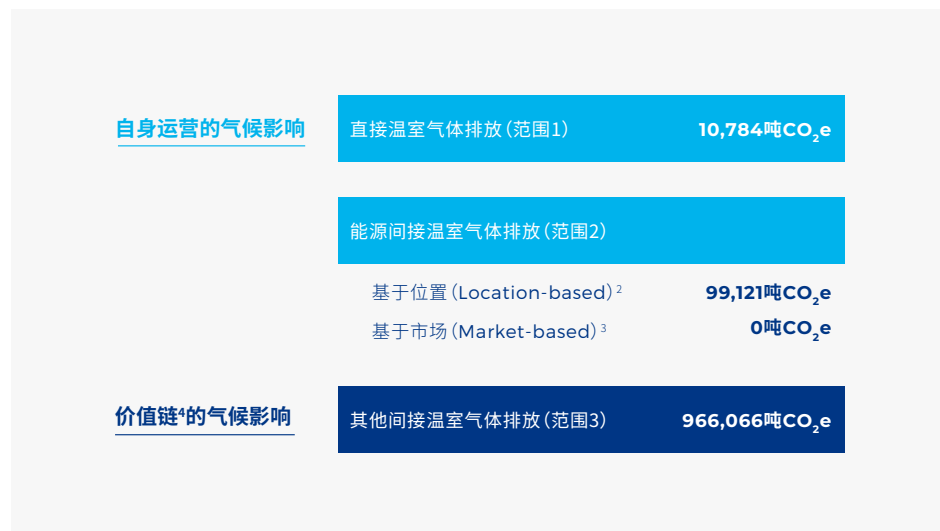 自身运营的气候影响
直接温室气体排放（范围1） 10,784吨CO₂e
能源间接温室气体排放（范围2）
基于位置（Location-based）² 99,121吨CO₂e
基于市场（Market-based）³ 0吨CO₂e
价值链⁴的气候影响
其他间接温室气体排放（范围3） 966,066吨CO₂e